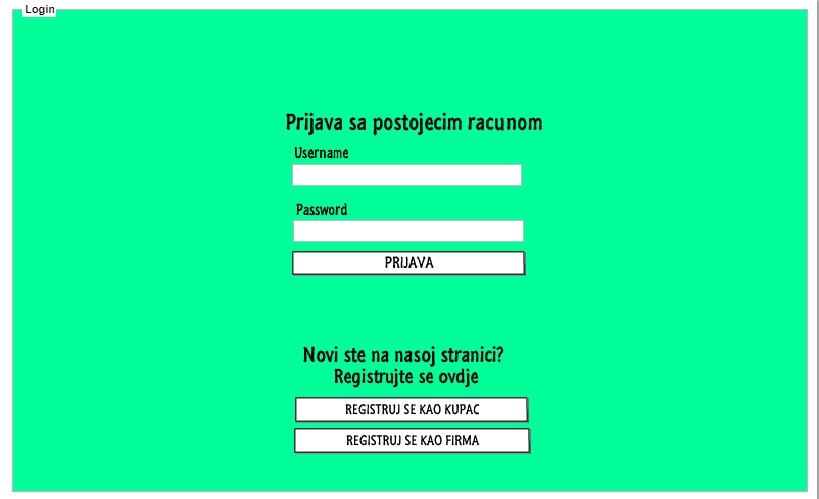 Login
Prijava sa postojecim racunom
Username
Password
PRIJAVA
Novi ste na nasoj stranici?
Registrujte se ovdje
REGISTRUJ SE KAO KUPAC
REGISTRUJ SE KAO FIRMA